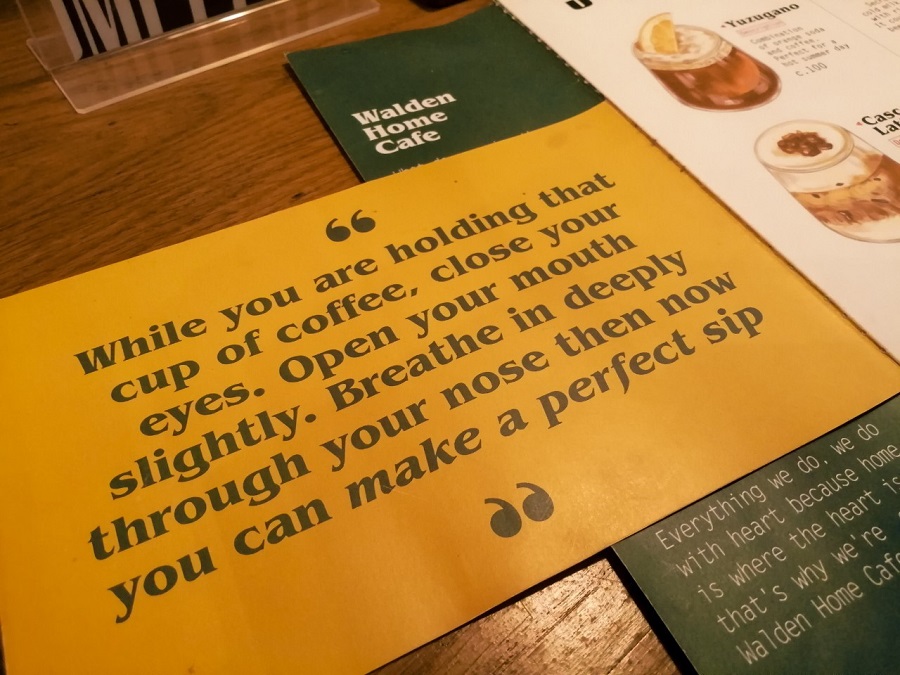 Walden
Home
Cafe
Yuzugano
Combination
of orange soda
and coffee.
Perfect for a
hot summer day
c.100
“
While you are holding that
cup of coffee, close your
eyes. Open your mouth
slightly. Breathe in deeply
through your nose then now
you can make a perfect sip
”
Everything we do, we do
with heart because home
is where the heart is
that's why we're
Walden Home Cafe